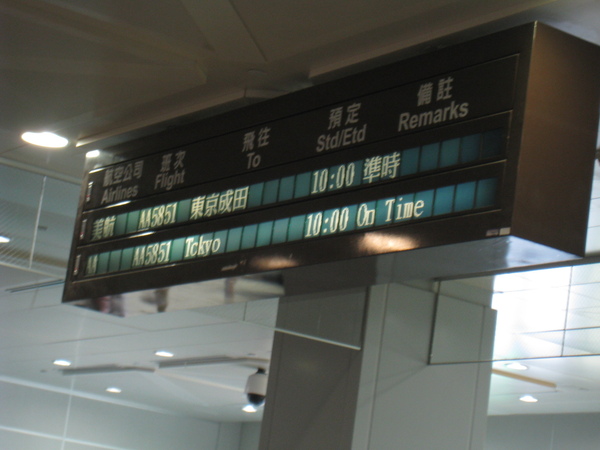 航空公司 班次 飛往 預定 備註
Airlines Flight To Std/Etd Remarks
美航 AA5851 東京成田 10:00 準時
AA AA5851 Tokyo 10:00 On Time